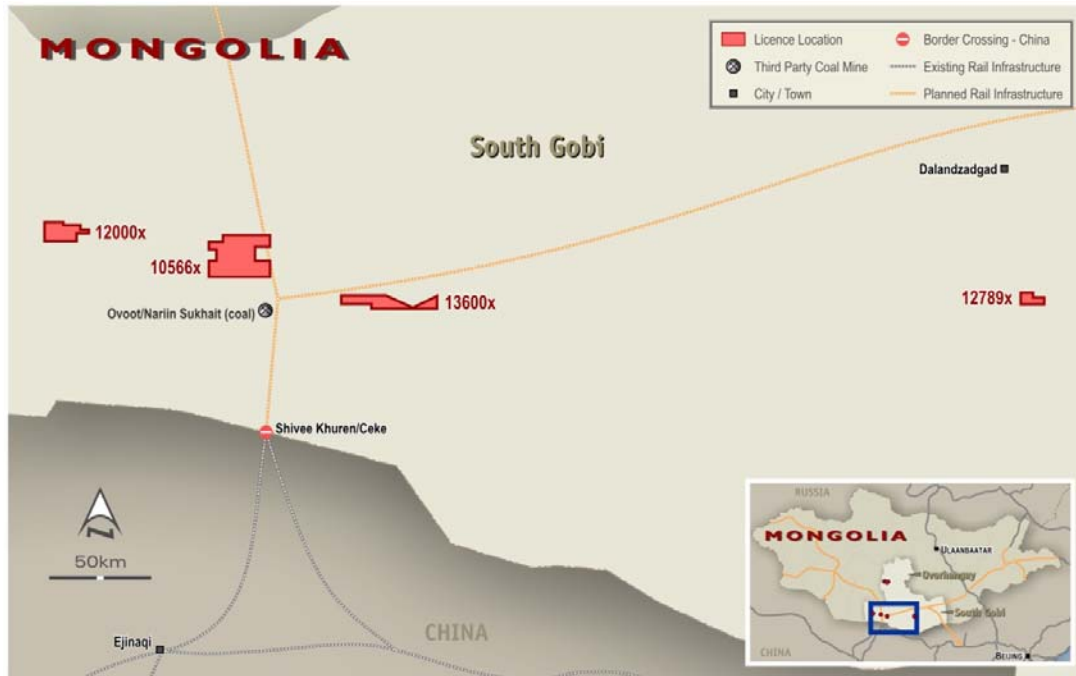 MONGOLIA
Licence Location
Border Crossing - China
Third Party Coal Mine
Existing Rail Infrastructure
City / Town
Planned Rail Infrastructure
South Gobi
Dalandzadgad
12000x
10566x
13600x
12789x
Ovoot/Nariin Sukhait (coal)
Shivee Khuren/Ceke
N
50km
Ejinaqi
CHINA
RUSSIA
MONGOLIA
ULAANBAATAR
Ovorhangay
South Gobi
CHINA
BEIJING